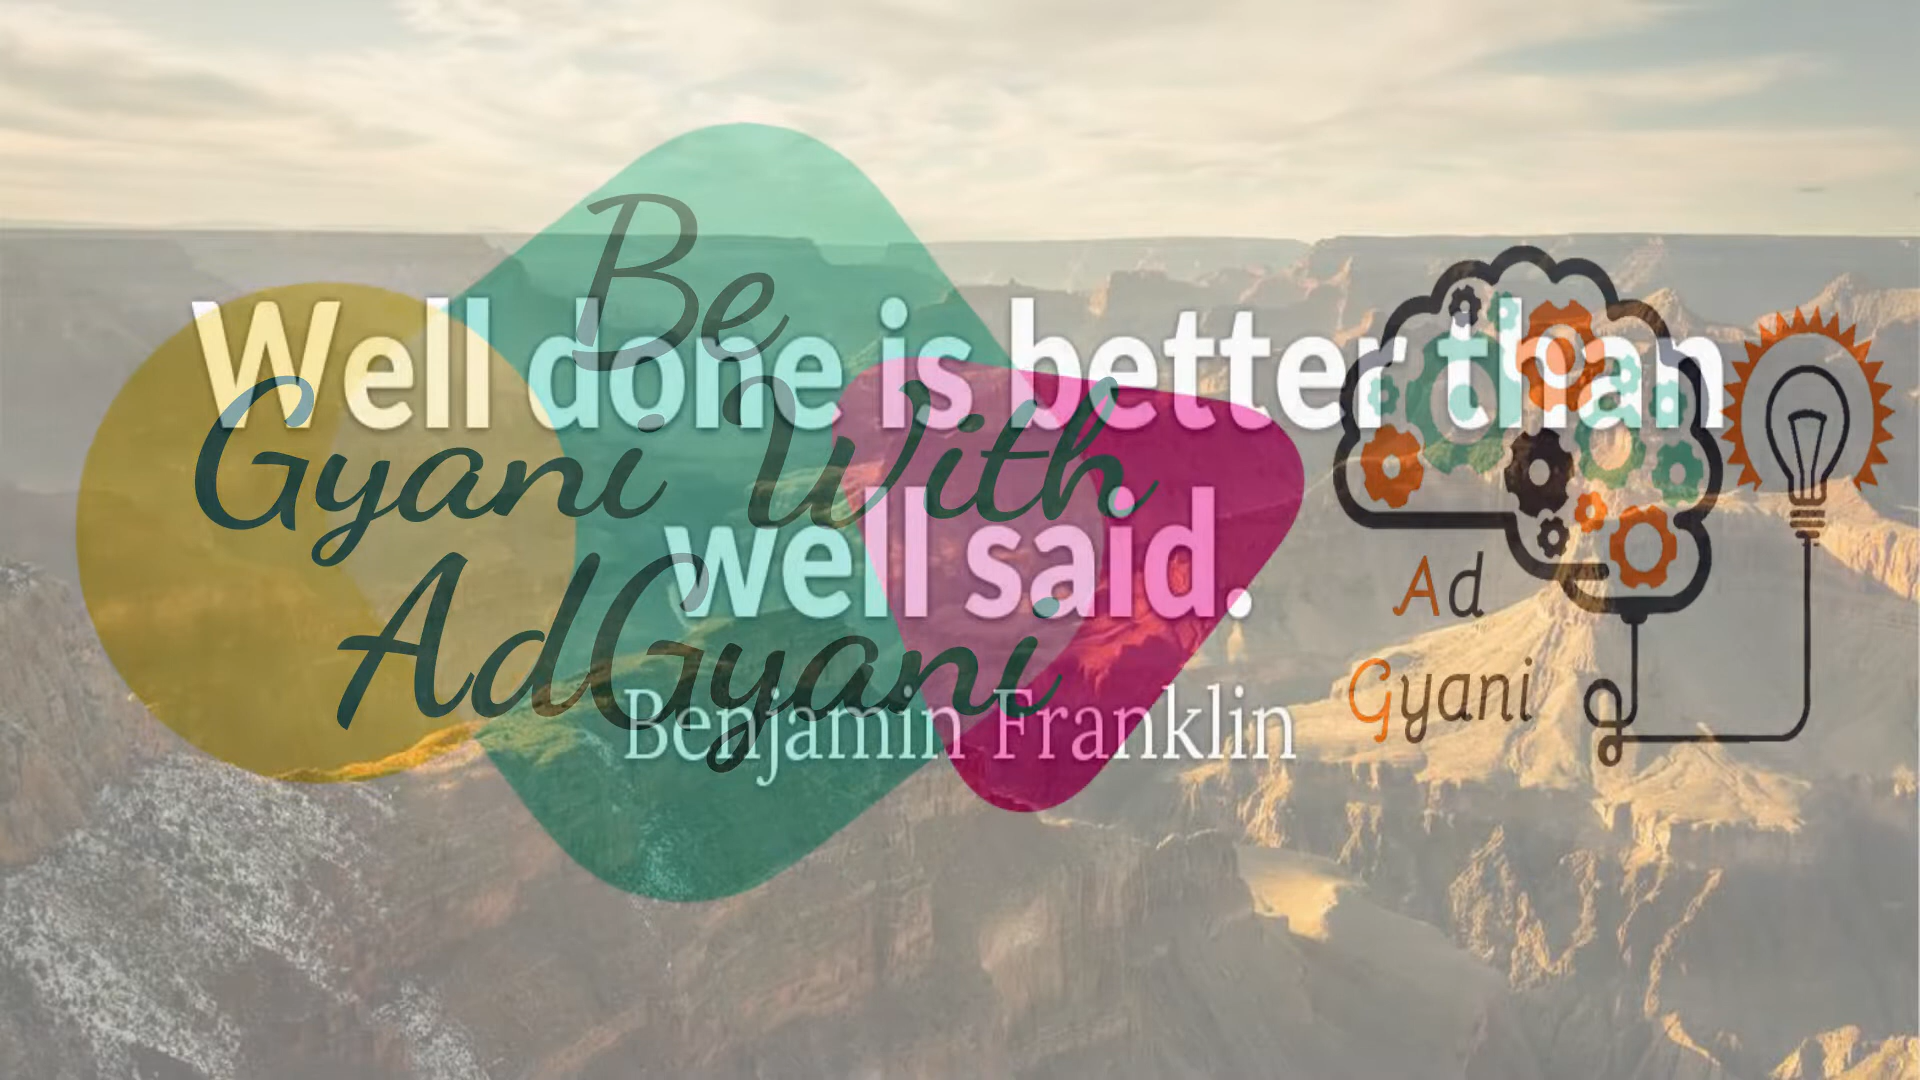 Be
Gyani With
AdGyani
Well done is better than
well said.
Benjamin Franklin
Ad
Gyani